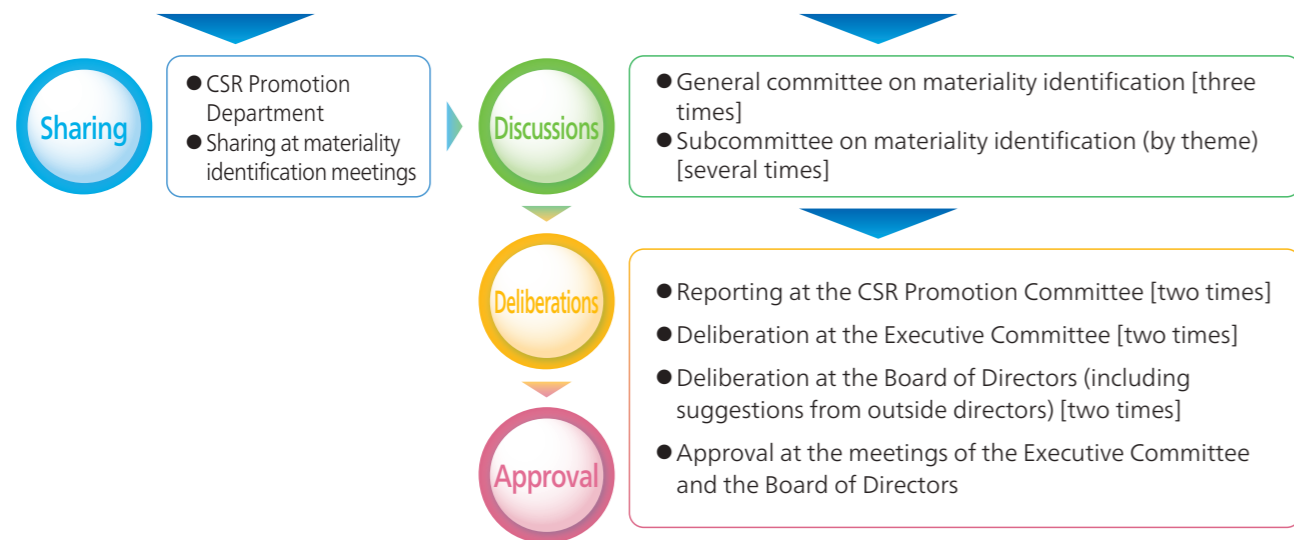 Sharing
● CSR Promotion
Department
● Sharing at materiality
identification meetings
Discussions
● General committee on materiality identification [three
times]
● Subcommittee on materiality identification (by theme)
[several times]
Deliberations
Approval
● Reporting at the CSR Promotion Committee [two times]
● Deliberation at the Executive Committee [two times]
● Deliberation at the Board of Directors (including
suggestions from outside directors) [two times]
● Approval at the meetings of the Executive Committee
and the Board of Directors